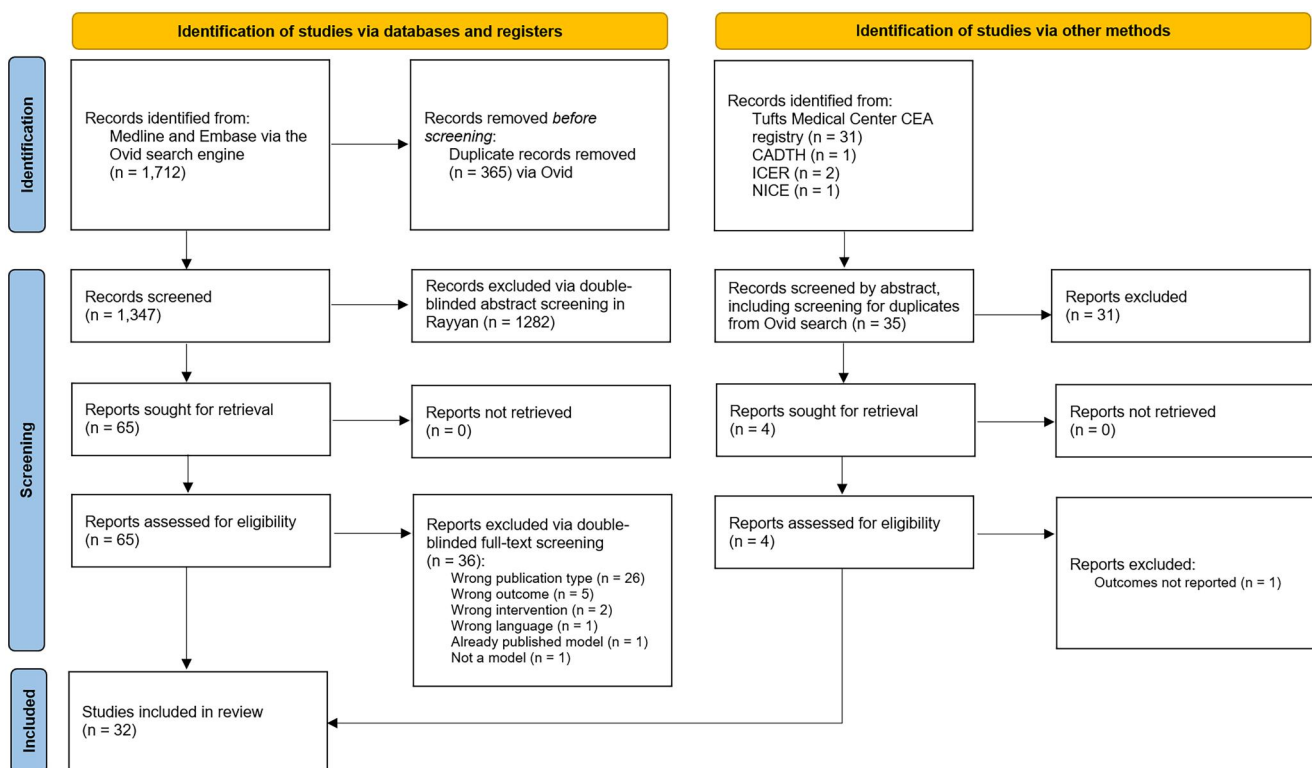 Identification of studies via databases and registers
Identification of studies via other methods
Identification
Records identified from:
Medline and Embase via the
Ovid search engine
(n = 1,712)
Records removed before
screening:
Duplicate records removed
(n = 365) via Ovid
Records identified from:
Tufts Medical Center CEA
registry (n = 31)
CADTH (n = 1)
ICER (n = 2)
NICE (n = 1)
Screening
Records screened
(n = 1,347)
Records excluded via double-
blinded abstract screening in
Rayyan (n = 1282)
Records screened by abstract,
including screening for duplicates
from Ovid search (n = 35)
Reports excluded
(n = 31)
Reports sought for retrieval
(n = 65)
Reports not retrieved
(n = 0)
Reports sought for retrieval
(n = 4)
Reports not retrieved
(n = 0)
Reports assessed for eligibility
(n = 65)
Reports excluded via double-
blinded full-text screening
(n = 36):
Wrong publication type (n = 26)
Wrong outcome (n = 5)
Wrong intervention (n = 2)
Wrong language (n = 1)
Already published model (n = 1)
Not a model (n = 1)
Reports assessed for eligibility
(n = 4)
Reports excluded:
Outcomes not reported (n = 1)
Included
Studies included in review
(n = 32)